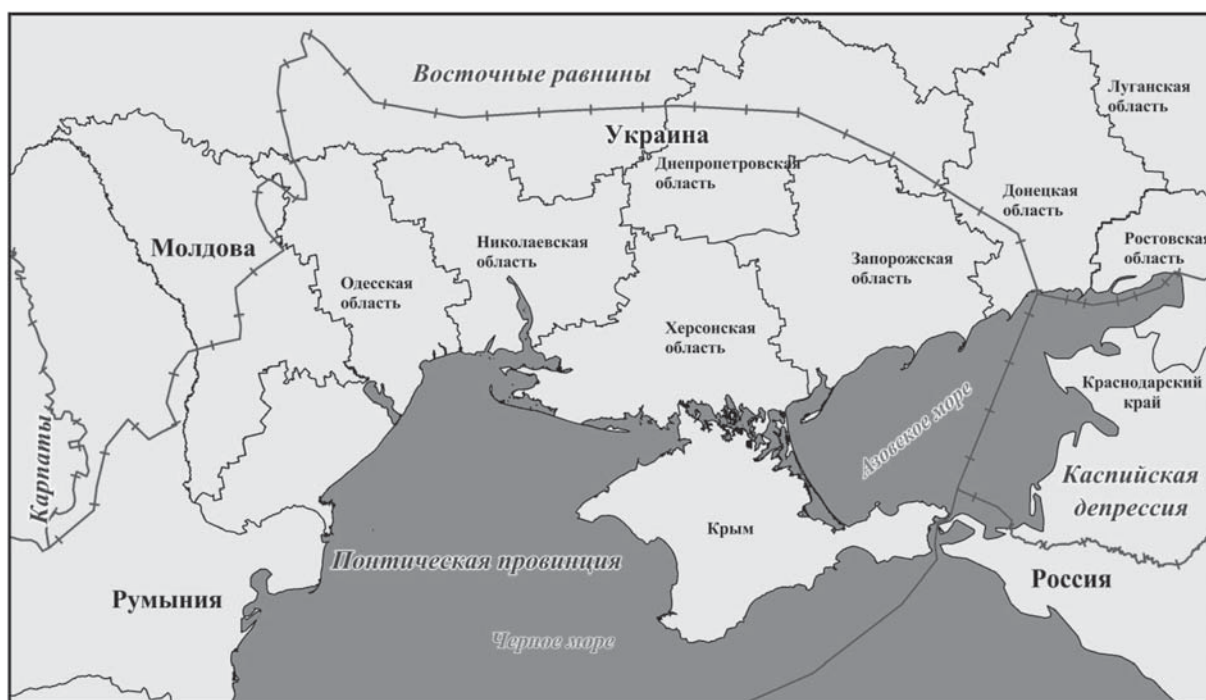 Восточные равнины
Луганская
область
Украина
Днепропетровская
область
Донецкая
область
Молдова
Николаевская
область
Ростовская
область
Одесская
область
Запорожская
область
Херсонская
область
Краснодарский
край
Азовское море
Карпаты
Каспийская
депрессия
Крым
Понтическая провинция
Румыния
Россия
Черное море